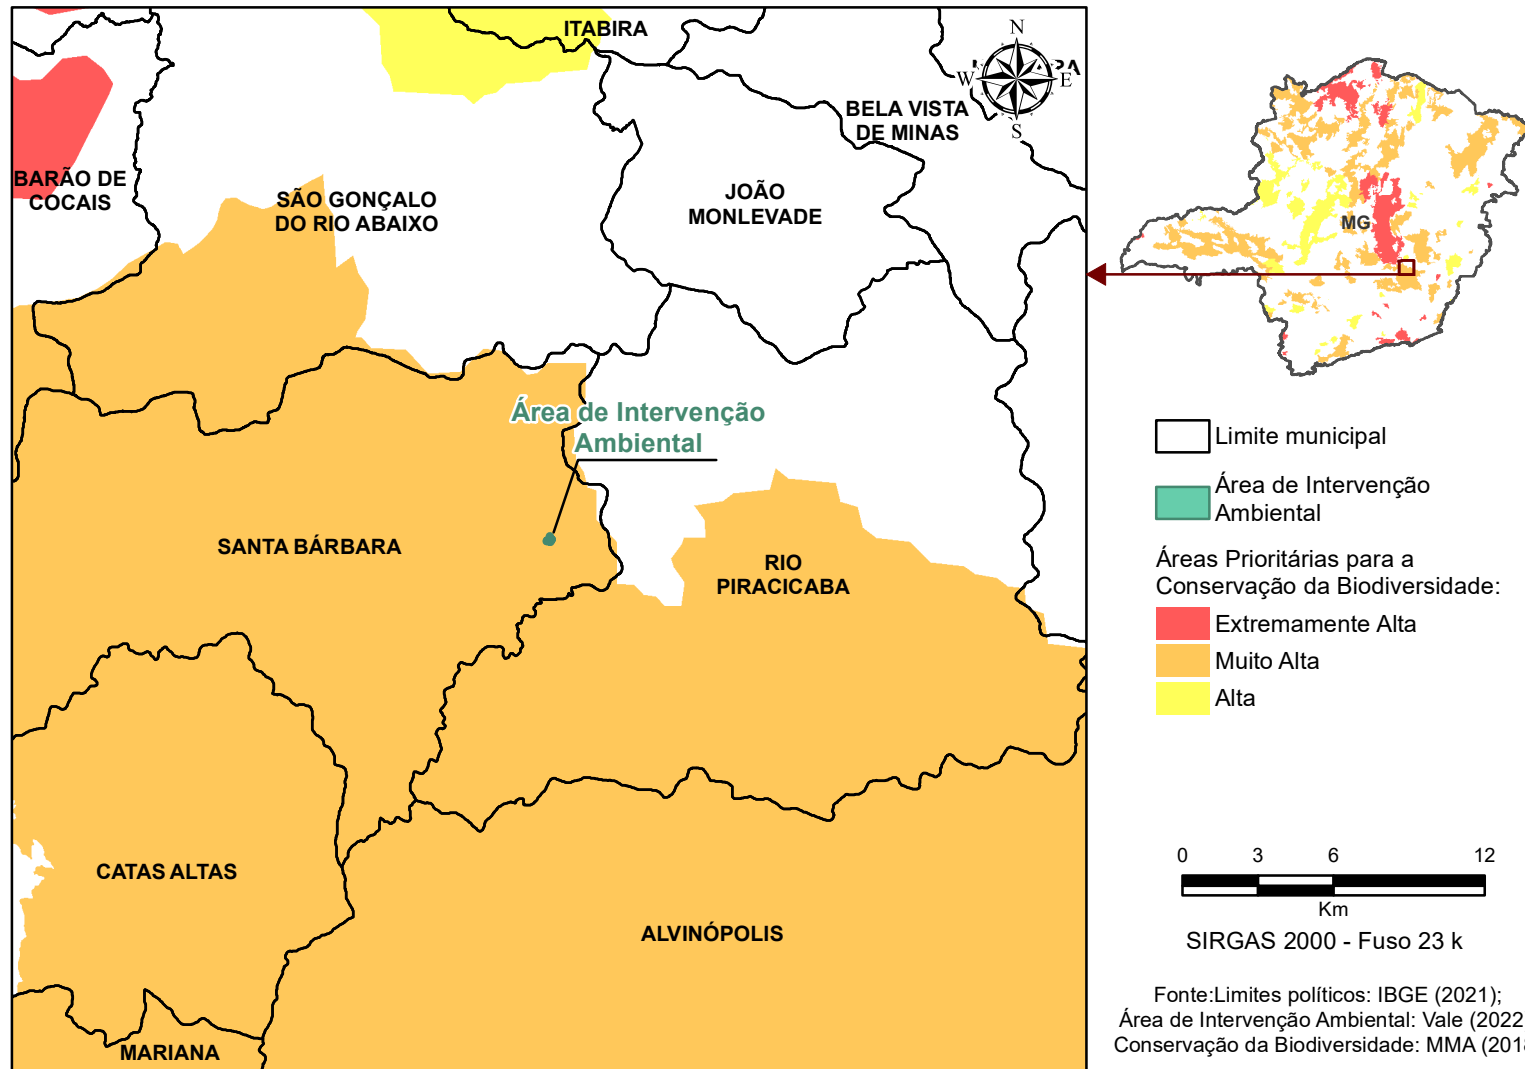 ITABIRA
N
W
E
S
PA
BELA VISTA
DE MINAS
BARÃO DE
COCAIS
SÃO GONÇALO
DO RIO ABAIXO
JOÃO
MONLEVADE
MG
Área de Intervenção
Ambiental
SANTA BÁRBARA
RIO
PIRACICABA
CATAS ALTAS
ALVINÓPOLIS
MARIANA
Limite municipal
Área de Intervenção
Ambiental
Áreas Prioritárias para a
Conservação da Biodiversidade:
Extremamente Alta
Muito Alta
Alta
0 3 6 12
Km
SIRGAS 2000 - Fuso 23 k
Fonte:Limites políticos: IBGE (2021);
Área de Intervenção Ambiental: Vale (2022
Conservação da Biodiversidade: MMA (2018